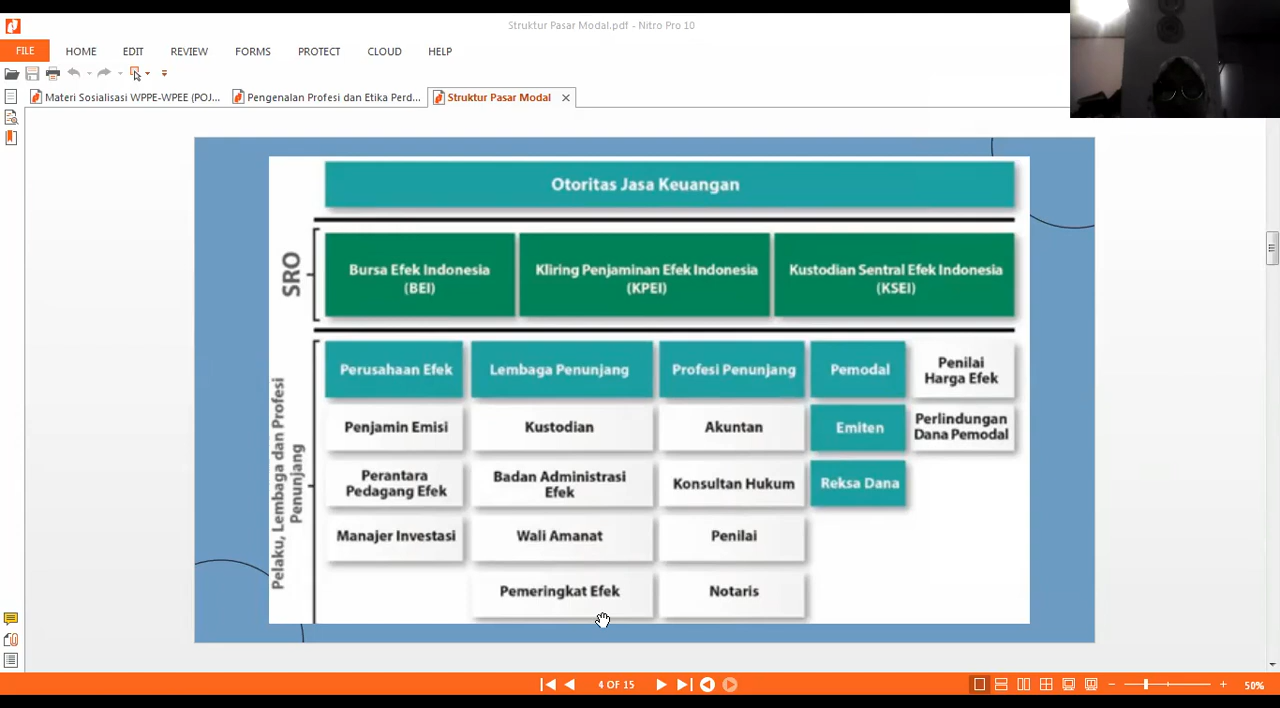 Struktur Pasar Modal.pdf - Nitro Pro 10
FILE HOME EDIT REVIEW FORMS PROTECT CLOUD HELP
Materi Sosialisasi WPPE-WPEE (POJ... Pengenalan Profesi dan Etika Perd... Struktur Pasar Modal
Otoritas Jasa Keuangan
SRO
Bursa Efek Indonesia
(BEI)
Kliring Penjaminan Efek Indonesia
(KPEI)
Kustodian Sentral Efek Indonesia
(KSEI)
Pelaku, Lembaga dan Profesi
Penunjang
Perusahaan Efek
Penjamin Emisi
Perantara
Pedagang Efek
Manajer Investasi
Lembaga Penunjang
Kustodian
Badan Administrasi
Efek
Wali Amanat
Pemeringkat Efek
Profesi Penunjang
Akuntan
Konsultan Hukum
Penilai
Notaris
Pemodal
Emiten
Reksa Dana
Penilai
Harga Efek
Perlindungan
Dana Pemodal
4 OF 15
50%